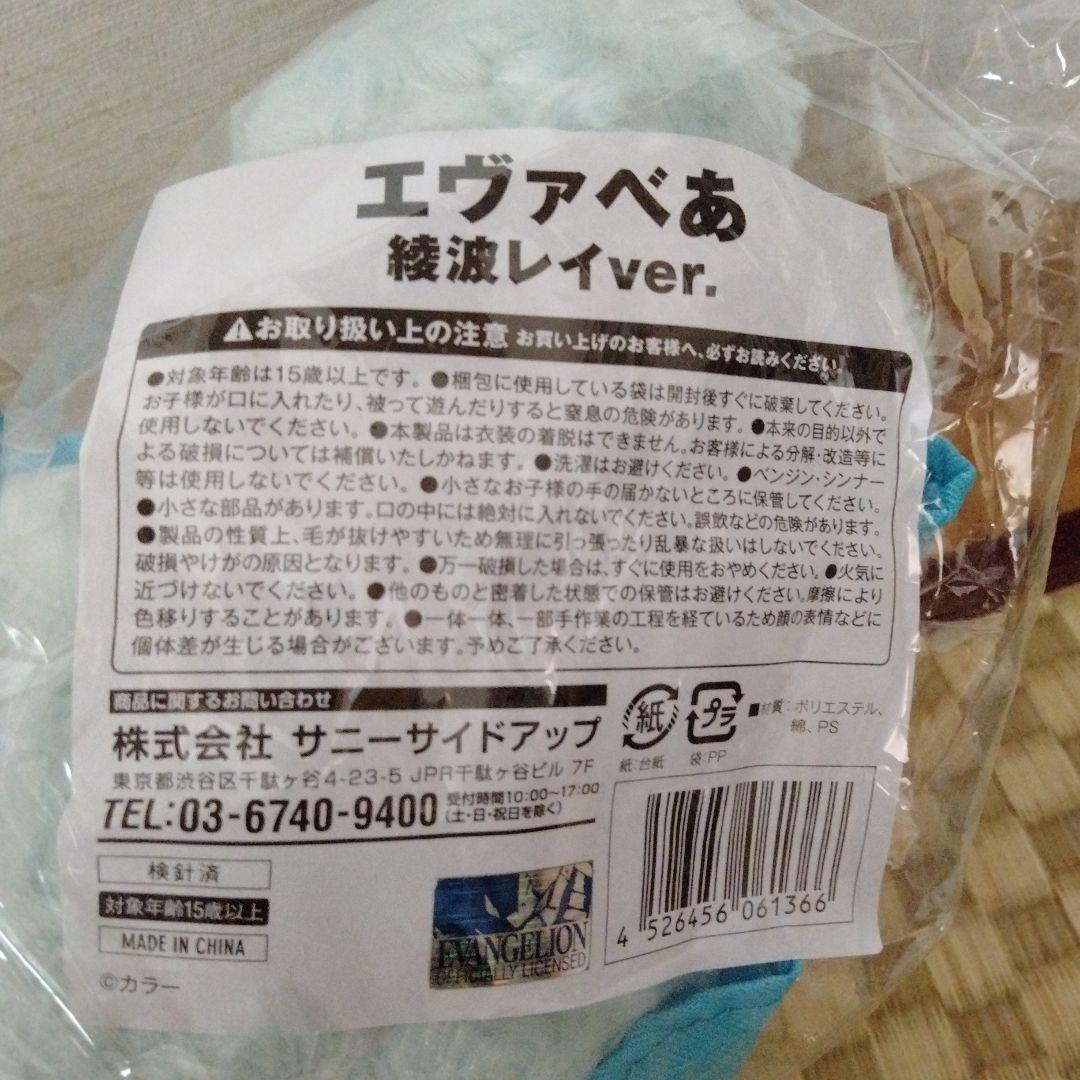 エヴァベあ
綾波レイver.
⚠お取り扱い上の注意 お買い上げのお客様へ、必ずお読みください
●対象年齢は15歳以上です。●梱包に使用している袋は開封後すぐに破棄してください。
お子様が口に入れたり、被って遊んだりすると窒息の危険があります。●本来の目的以外で
使用しないでください。●本製品は衣装の着脱はできません。お客様による分解・改造等に
よる破損については補償いたしかねます。●洗濯はお避けください。●ベンジン・シンナー
等は使用しないでください。●小さなお子様の手の届かないところに保管してください。
●小さな部品があります。口の中には絶対に入れないでください。誤飲などの危険があります。
●製品の性質上、毛が抜けやすいため無理に引っ張ったり乱暴な扱いはしないでください。
破損やけがの原因となります。●万一破損した場合は、すぐに使用をおやめください。●火気に
近づけないでください。●他のものと密着した状態での保管はお避けください。摩擦により
色移りすることがあります。●一体一体、一部手作業の工程を経ているため顔の表情などに
個体差が生じる場合がございます。予めご了承ください。
商品に関するお問い合わせ
株式会社 サニーサイドアップ
東京都渋谷区千駄ヶ谷4-23-5 JPR千駄ヶ谷ビル 7F
TEL:03-6740-9400 受付時間10:00~17:00
(土・日・祝日を除く)
紙 プラ
紙:台紙 袋:PP
■材質:ポリエステル、
綿、PS
検針済
対象年齢15歳以上
MADE IN CHINA
©カラー
EVANGELION
OFFICIALLY LICENSED
4 526456 061366